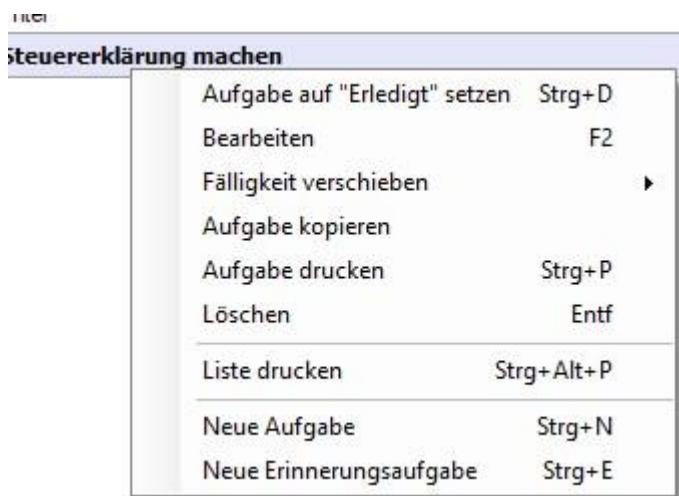 Steuererklärung machen
Aufgabe auf "Erledigt" setzen Strg+D
Bearbeiten F2
Fälligkeit verschieben
Aufgabe kopieren
Aufgabe drucken Strg+P
Löschen Entf
Liste drucken Strg+Alt+P
Neue Aufgabe Strg+N
Neue Erinnerungsaufgabe Strg+E